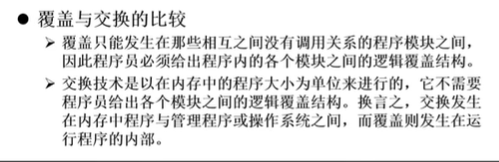 ● 覆盖与交换的比较
➢ 覆盖只能发生在那些相互之间没有调用关系的程序模块之间，
因此程序员必须给出程序内的各个模块之间的逻辑覆盖结构。
➢ 交换技术是以在内存中的程序大小为单位来进行的，它不需要
程序员给出各个模块之间的逻辑覆盖结构。换言之，交换发生
在内存中程序与管理程序或操作系统之间，而覆盖则发生在运
行程序的内部。